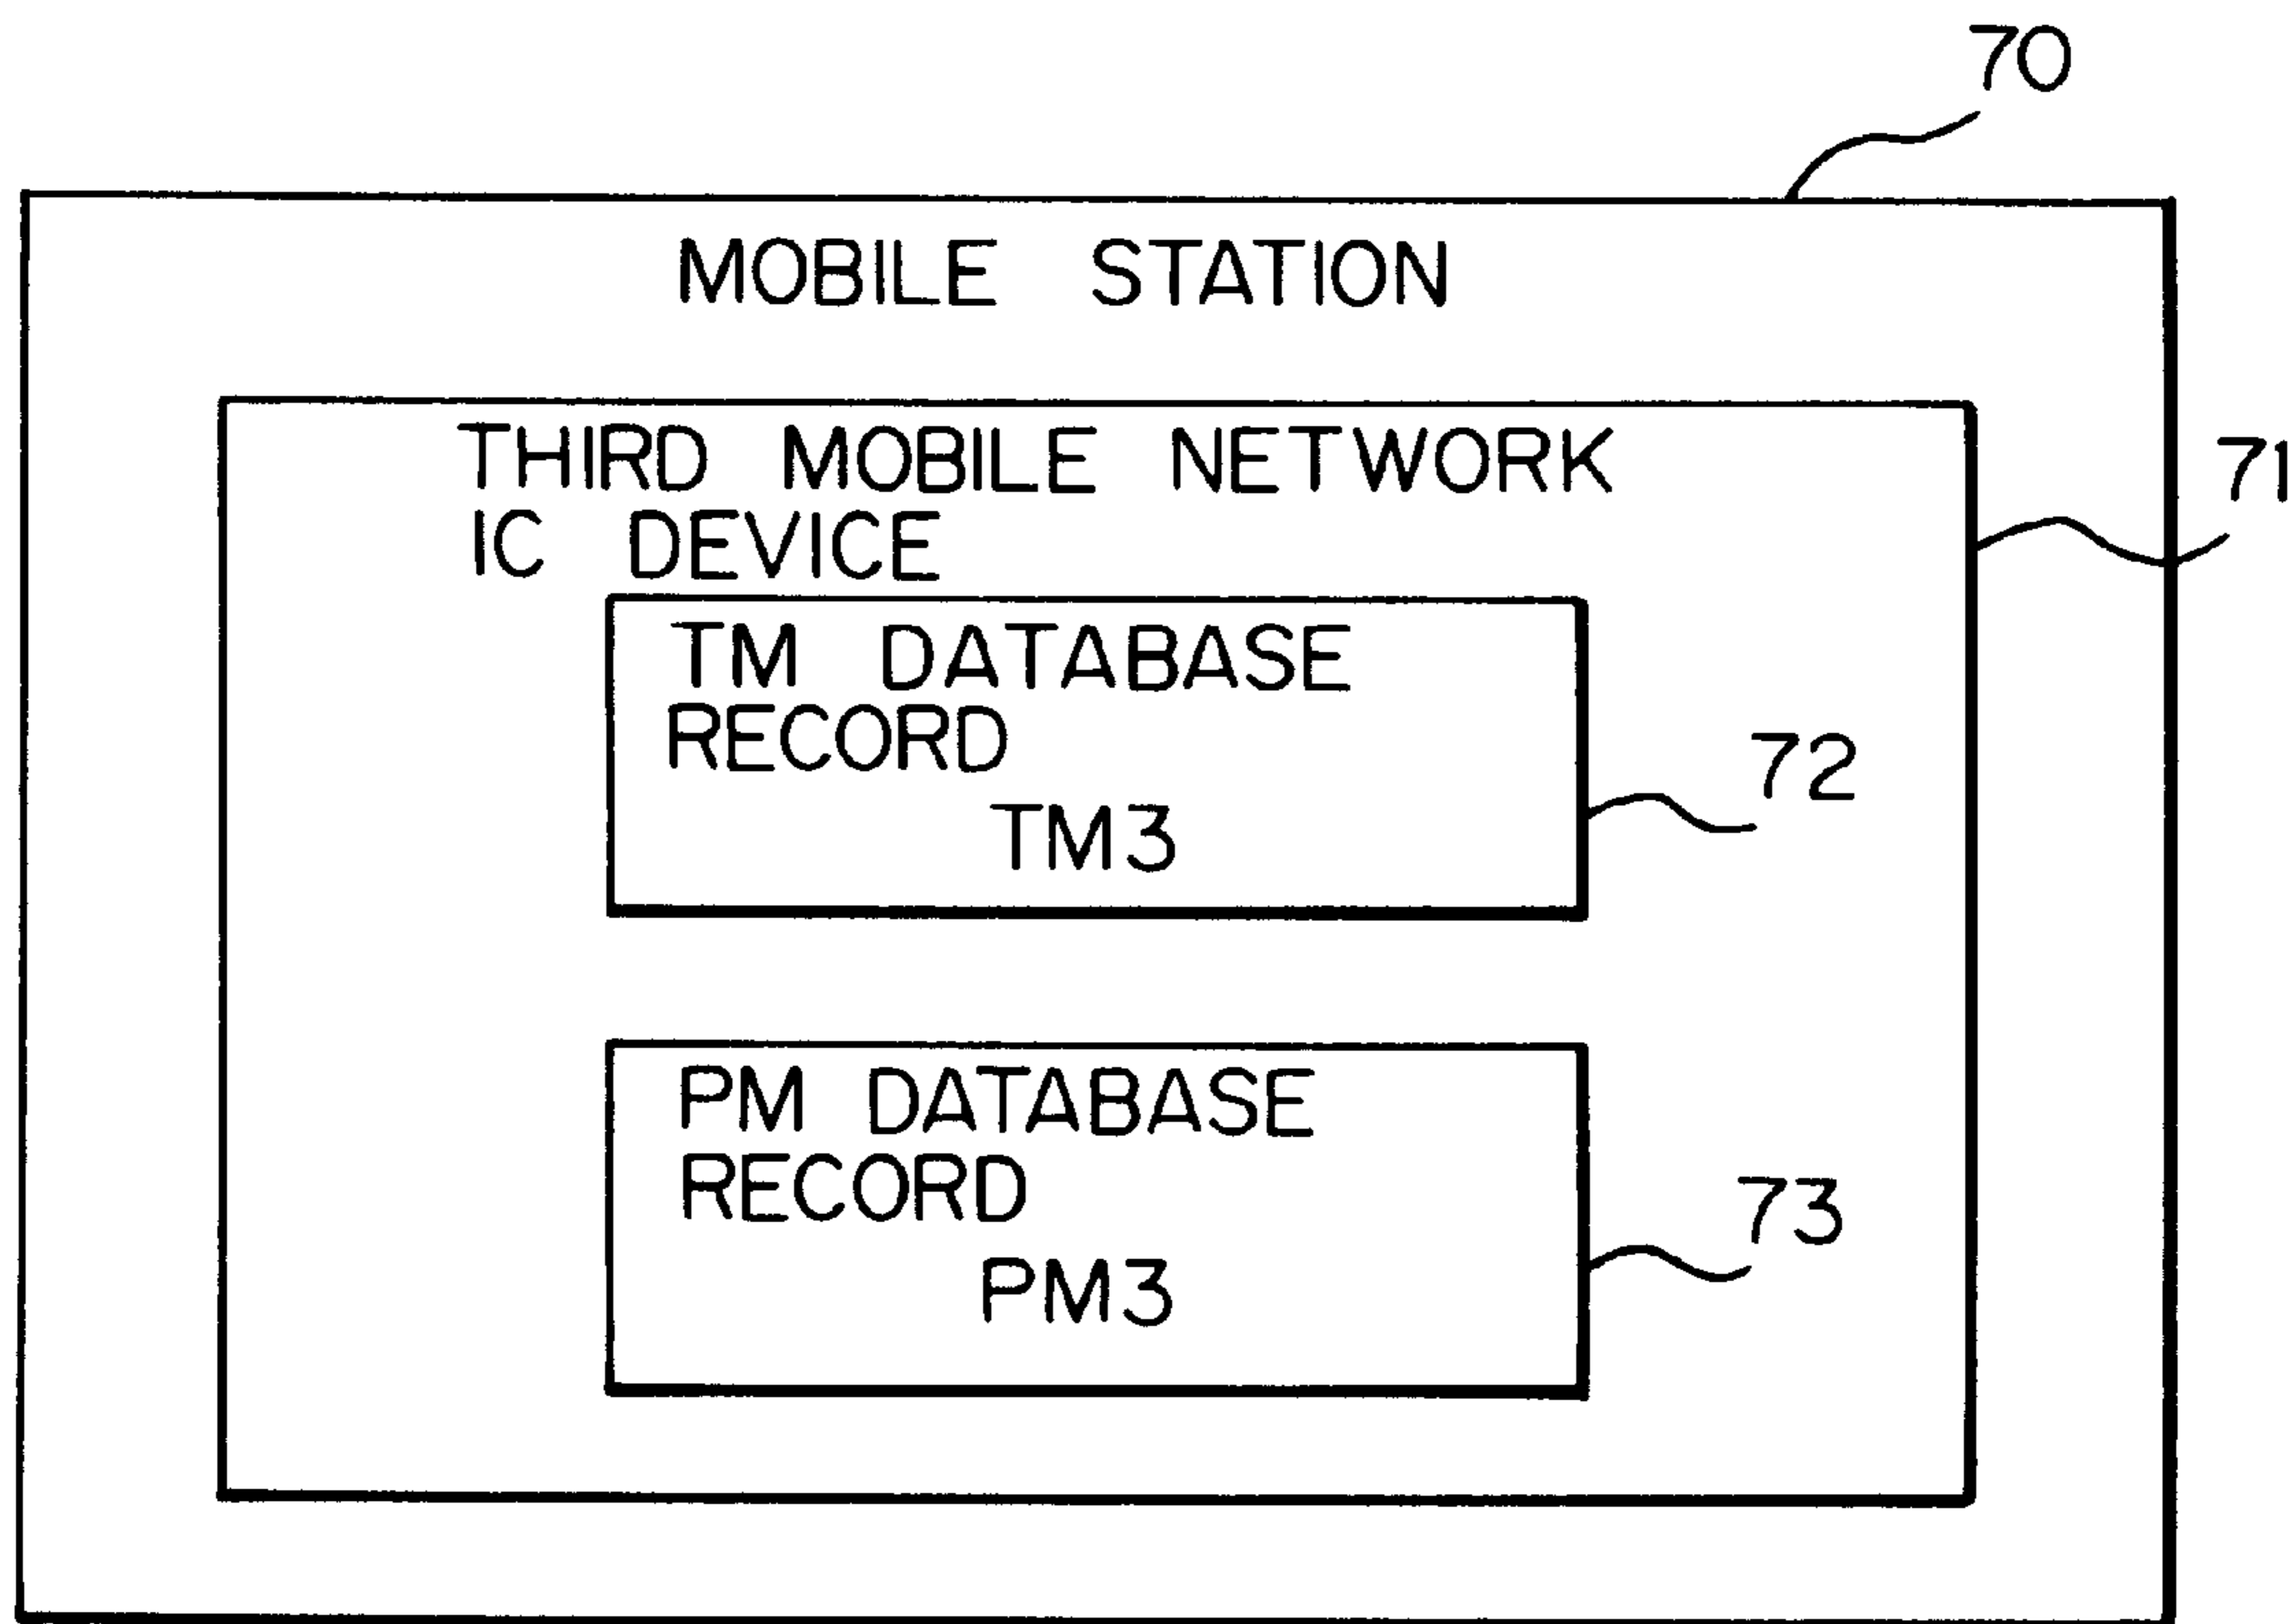 70
MOBILE STATION
THIRD MOBILE NETWORK
IC DEVICE
71
TM DATABASE
RECORD
TM3
72
PM DATABASE
RECORD
PM3
73